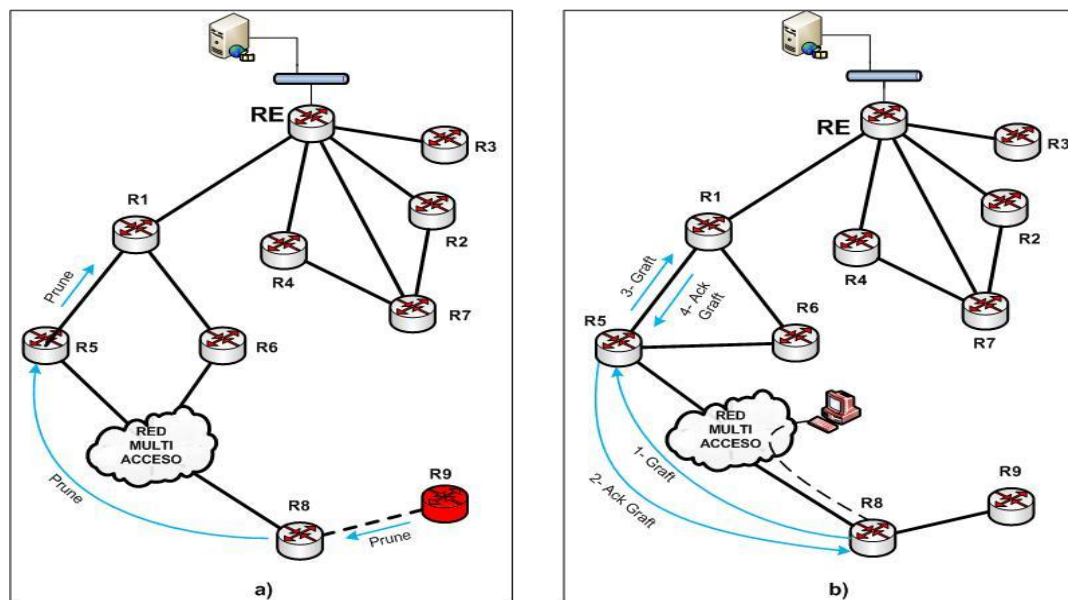 RE
R3
R1
R2
R4
Prune
R7
R5
R6
RED
MULTI
ACCESO
Prune
R9
R8
Prune
a)
RE
R3
R1
R2
R4
3- Graft
4- Ack
Graft
R6
R5
R7
RED
MULTI
ACCESO
1- Graft
2- Ack Graft
R9
R8
b)